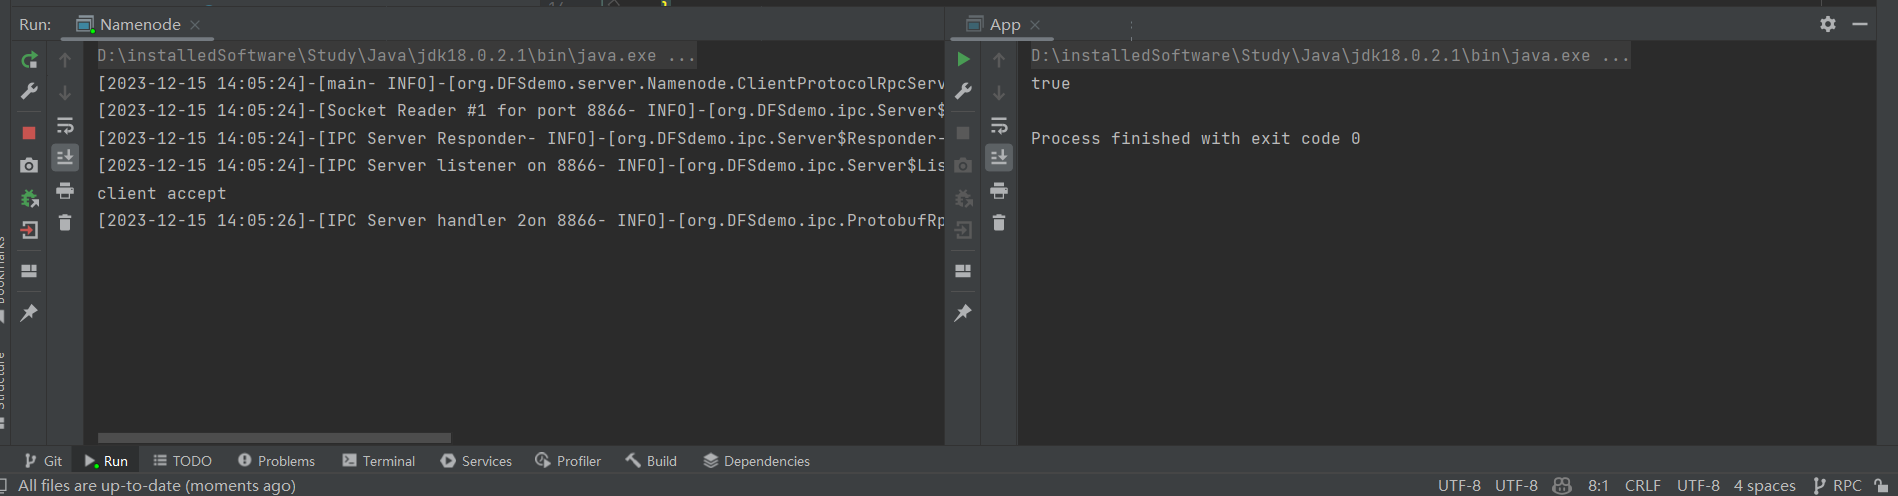 Run: Namenode
D:\installedSoftware\Study\Java\jdk18.0.2.1\bin\java.exe ...
[2023-12-15 14:05:24]-[main- INFO]-[org.DFSdemo.server.Namenode.ClientProtocolRpcServ
[2023-12-15 14:05:24]-[Socket Reader #1 for port 8866- INFO]-[org.DFSdemo.ipc.Server$
[2023-12-15 14:05:24]-[IPC Server Responder- INFO]-[org.DFSdemo.ipc.Server$Responder-
[2023-12-15 14:05:24]-[IPC Server listener on 8866- INFO]-[org.DFSdemo.ipc.Server$Lis
client accept
[2023-12-15 14:05:26]-[IPC Server handler 2on 8866- INFO]-[org.DFSdemo.ipc.ProtobufRp
App
D:\installedSoftware\Study\Java\jdk18.0.2.1\bin\java.exe ...
true
Process finished with exit code 0
Structure
Git Run TODO Problems Terminal Services Profiler Build Dependencies
All files are up-to-date (moments ago)
UTF-8 UTF-8 8:1 CRLF UTF-8 4 spaces RPC